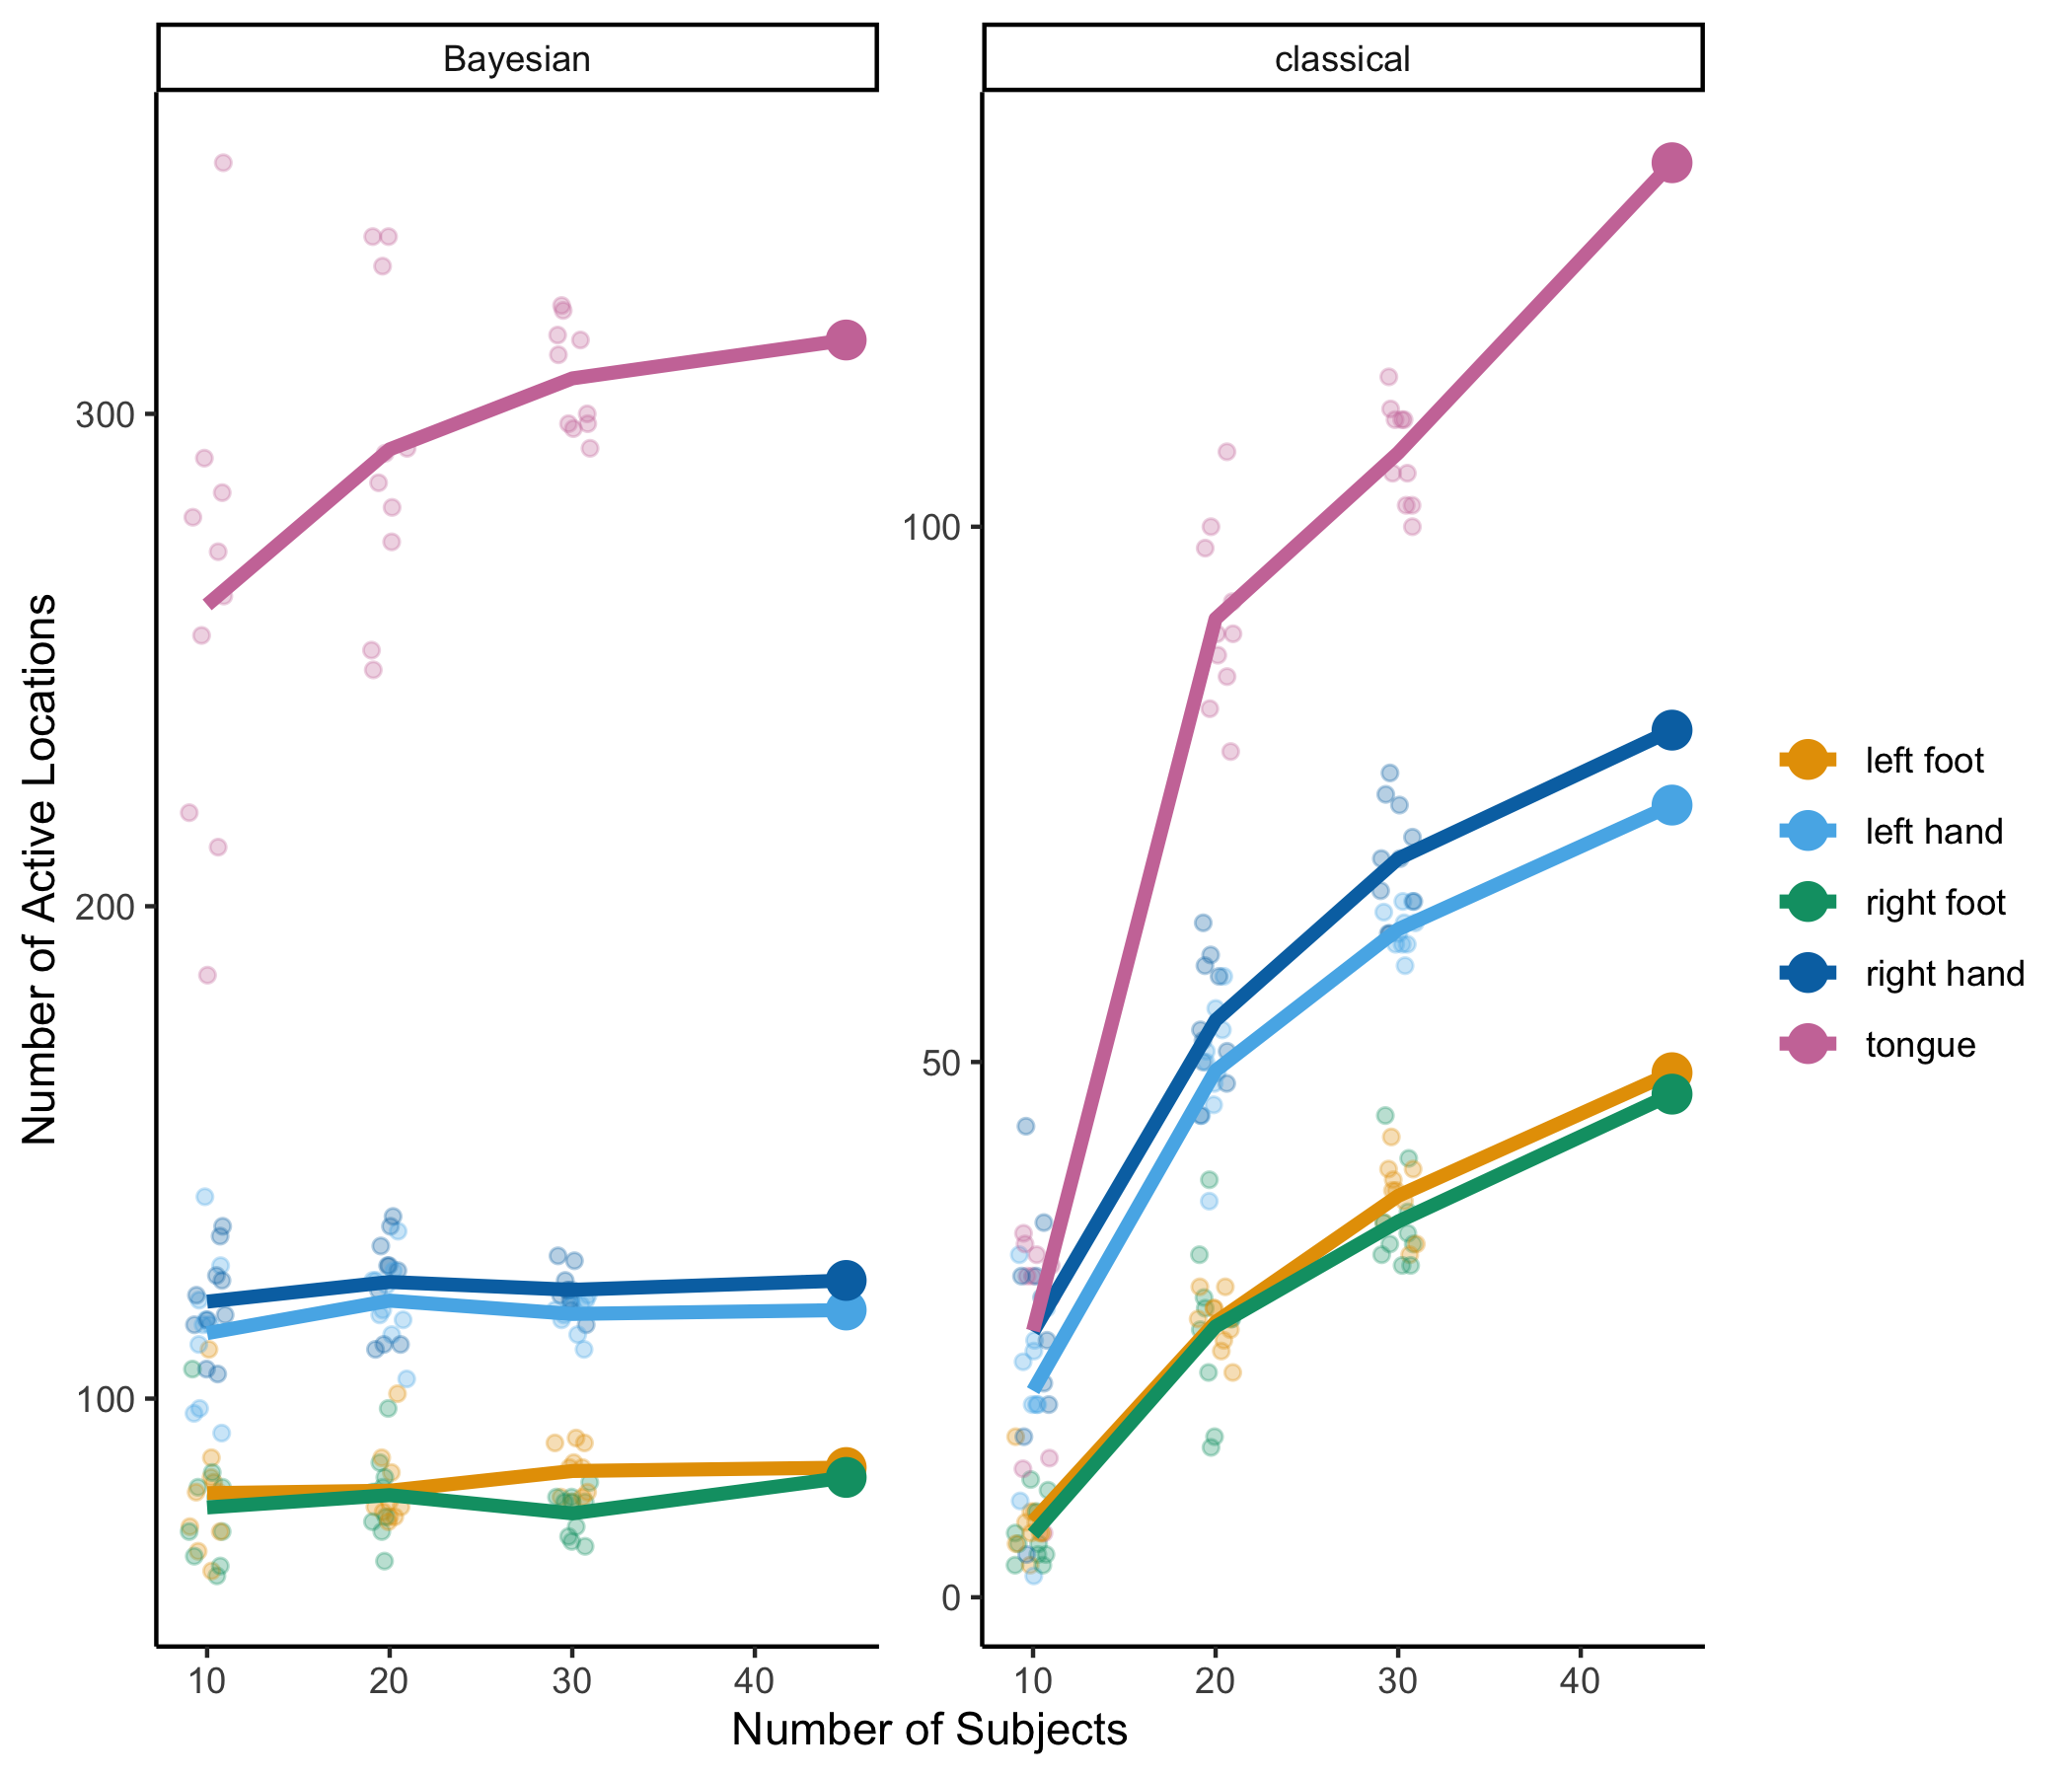 Bayesian
classical
Number of Active Locations
300
200
100
100
50
0
10 20 30 40
10 20 30 40
Number of Subjects
left foot
left hand
right foot
right hand
tongue